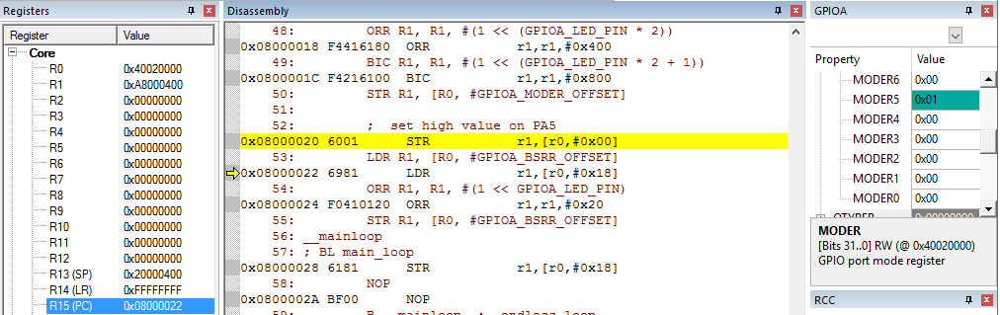 Registers
Register Value
Core
R0 0x40020000
R1 0xA8000400
R2 0x00000000
R3 0x00000000
R4 0x00000000
R5 0x00000000
R6 0x00000000
R7 0x00000000
R8 0x00000000
R9 0x00000000
R10 0x00000000
R11 0x00000000
R12 0x00000000
R13 (SP) 0x20000400
R14 (LR) 0xFFFFFFFF
R15 (PC) 0x08000022
Disassembly
48: ORR R1, R1, #(1 << (GPIOA_LED_PIN * 2))
0x08000018 F4416180 ORR r1,r1,#0x400
49: BIC R1, R1, #(1 << (GPIOA_LED_PIN * 2 + 1))
0x0800001C F4216100 BIC r1,r1,#0x800
50: STR R1, [R0, #GPIOA_MODER_OFFSET]
51:
52: ; set high value on PA5
0x08000020 6001 STR r1,[r0,#0x00]
53: LDR R1, [R0, #GPIOA_BSRR_OFFSET]
0x08000022 6981 LDR r1,[r0,#0x18]
54: ORR R1, R1, #(1 << GPIOA_LED_PIN)
0x08000024 F0410120 ORR r1,r1,#0x20
55: STR R1, [R0, #GPIOA_BSRR_OFFSET]
56: __mainloop
57: ; BL main_loop
0x08000028 6181 STR r1,[r0,#0x18]
58: NOP
0x0800002A BF00 NOP
GPIOA
Property Value
MODER6 0x00
MODER5 0x01
MODER4 0x00
MODER3 0x00
MODER2 0x00
MODER1 0x00
MODER0 0x00
MODER
[Bits 31..0] RW (@ 0x40020000)
GPIO port mode register
RCC